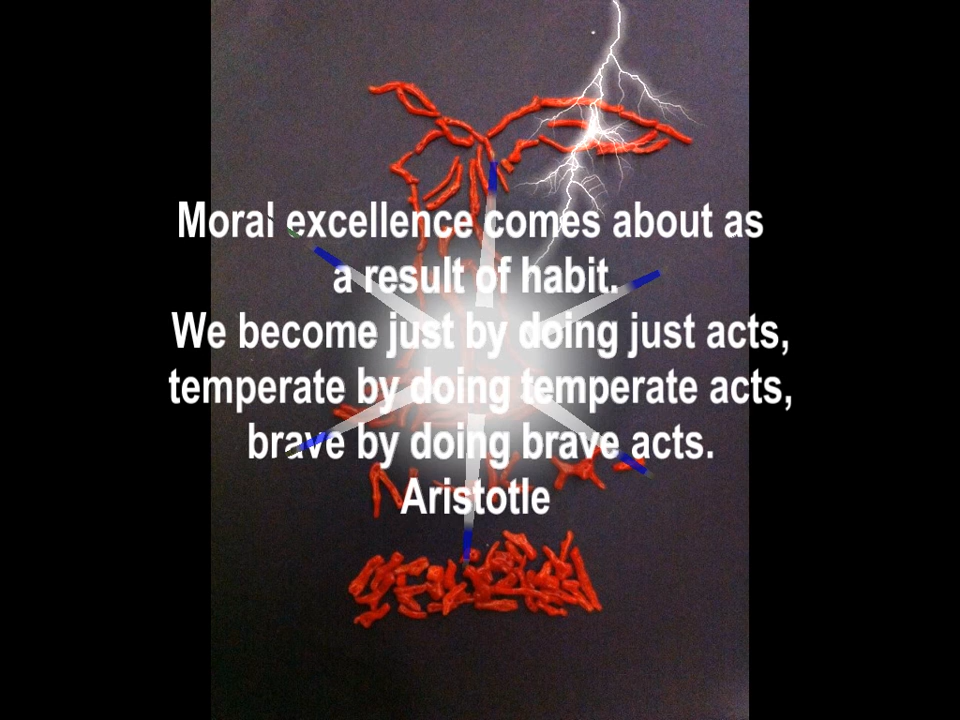 Moral excellence comes about as
a result of habit.
We become just by doing just acts,
temperate by doing temperate acts,
brave by doing brave acts.
Aristotle